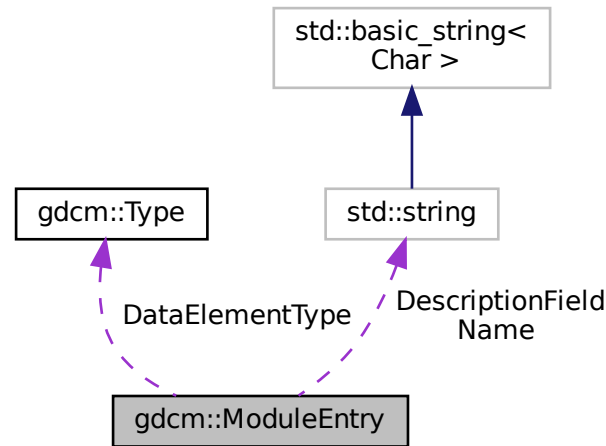 std::basic_string<
Char >
gdcm::Type
std::string
DataElementType
DescriptionField
Name
gdcm::ModuleEntry